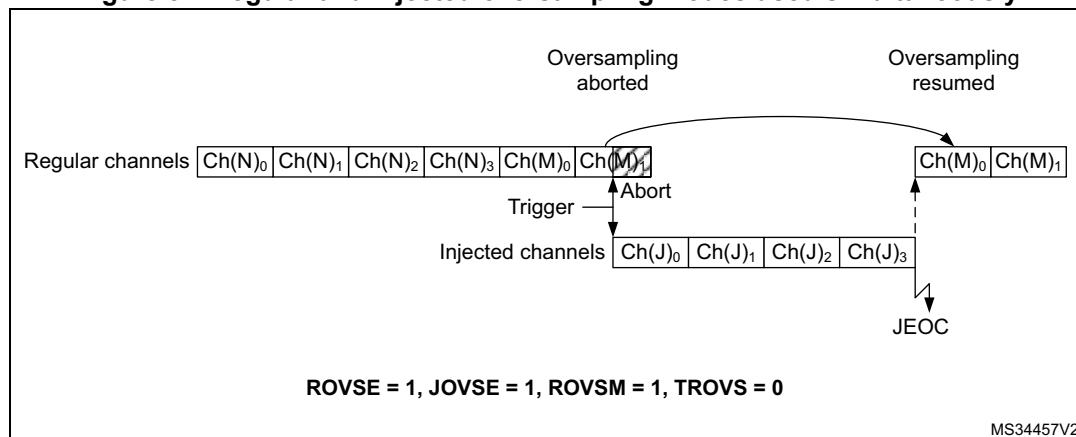 Oversampling aborted
Oversampling resumed
Regular channels Ch(N)₀ Ch(N)₁ Ch(N)₂ Ch(N)₃ Ch(M)₀ Ch(M)₁ Ch(M)₀ Ch(M)₁
Abort
Trigger
Injected channels Ch(J)₀ Ch(J)₁ Ch(J)₂ Ch(J)₃
JEOC
ROVSE = 1, JOVSE = 1, ROVSM = 1, TROVS = 0
MS34457V2